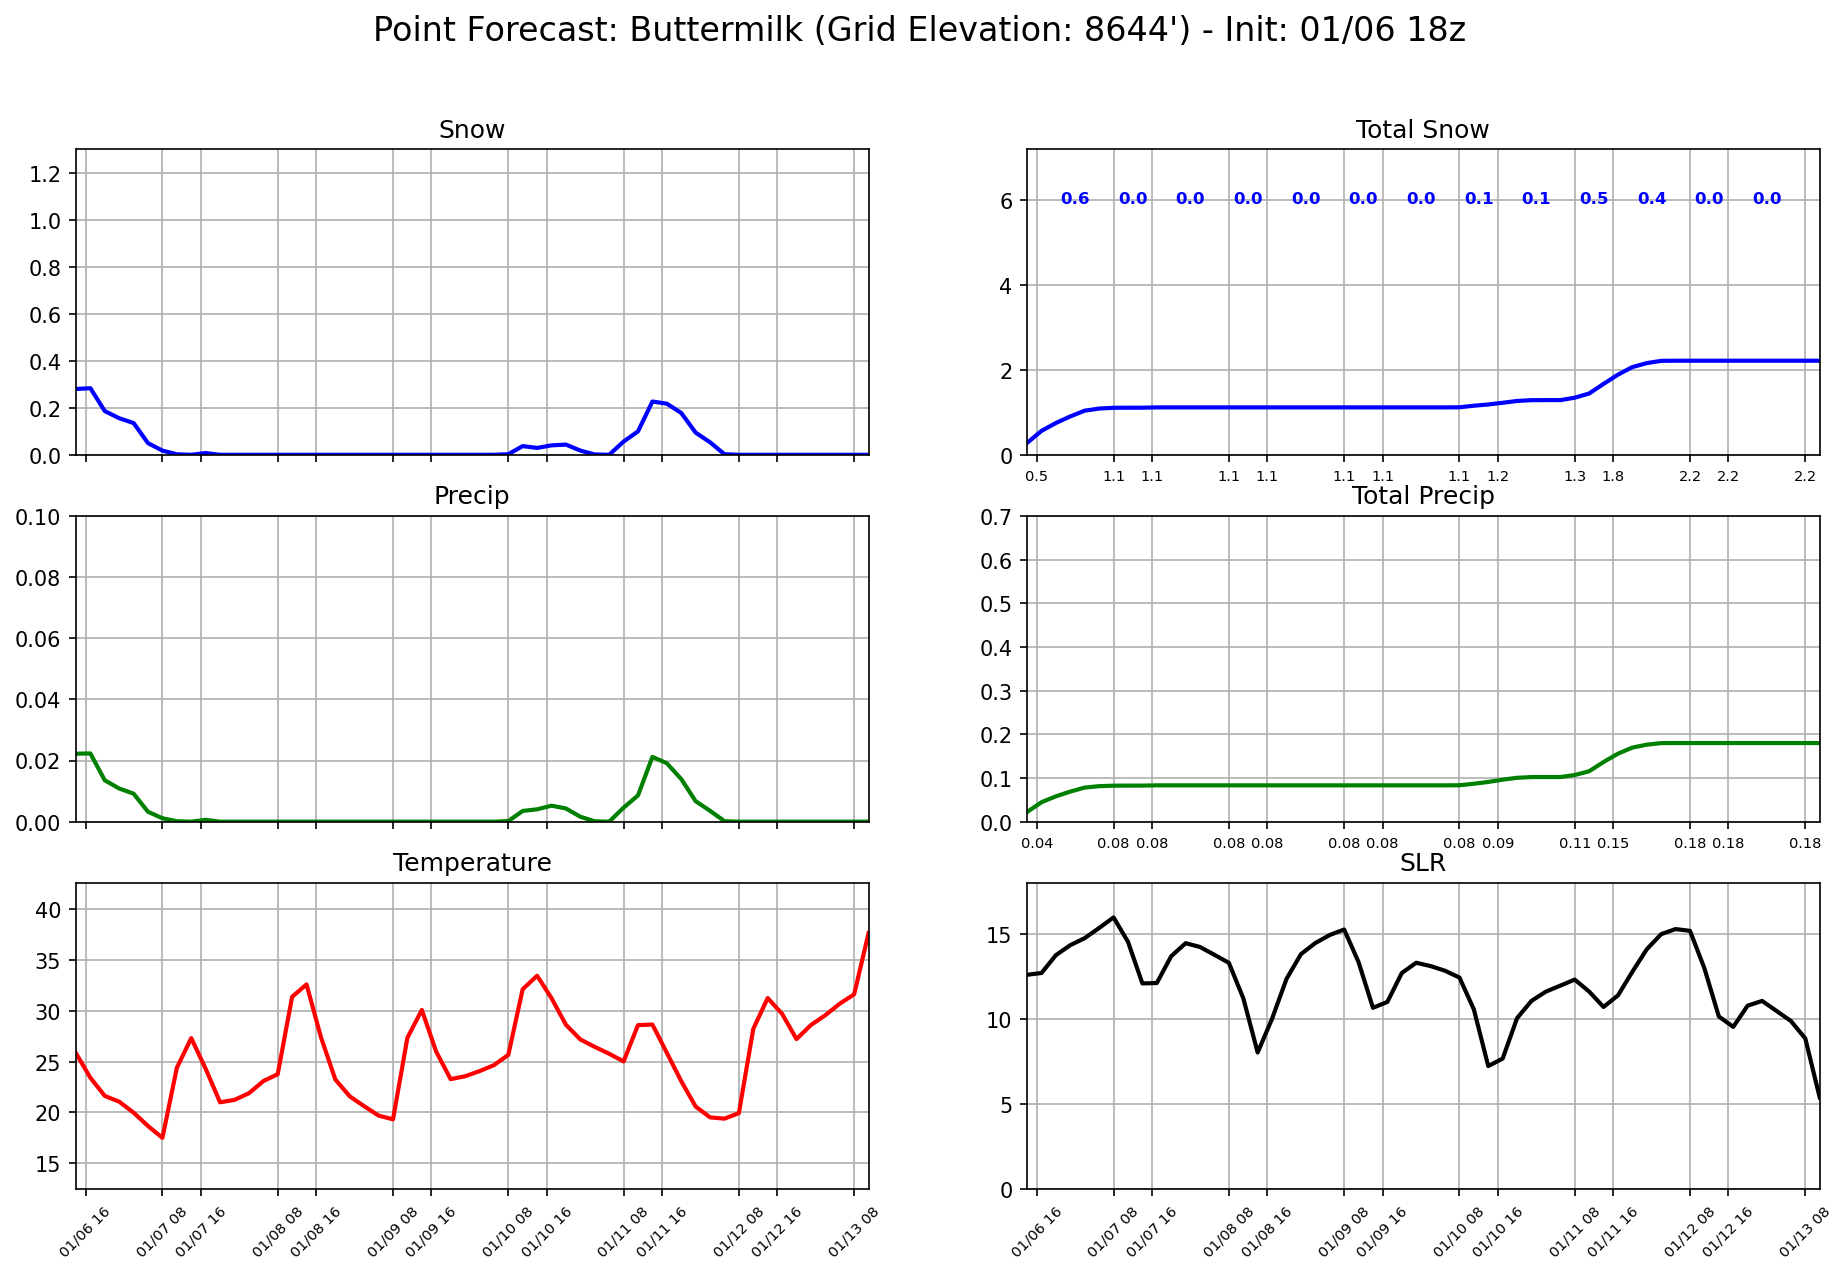 Point Forecast: Buttermilk (Grid Elevation: 8644') - Init: 01/06 18z
Snow
1.2
1.0
0.8
0.6
0.4
0.2
0.0
Total Snow
6
4
2
0
0.6 0.0 0.0 0.0 0.0 0.0 0.0 0.1 0.1 0.5 0.4 0.0 0.0
0.5 1.1 1.1 1.1 1.1 1.1 1.1 1.1 1.2 1.3 1.8 2.2 2.2 2.2
Precip
0.10
0.08
0.06
0.04
0.02
0.00
Total Precip
0.7
0.6
0.5
0.4
0.3
0.2
0.1
0.0
0.04 0.08 0.08 0.08 0.08 0.08 0.08 0.08 0.09 0.11 0.15 0.18 0.18 0.18
Temperature
40
35
30
25
20
15
01/06 16 01/07 08 01/07 16 01/08 08 01/08 16 01/09 08 01/09 16 01/10 08 01/10 16 01/11 08 01/11 16 01/12 08 01/12 16 01/13 08
SLR
15
10
5
0
01/06 16 01/07 08 01/07 16 01/08 08 01/08 16 01/09 08 01/09 16 01/10 08 01/10 16 01/11 08 01/11 16 01/12 08 01/12 16 01/13 08